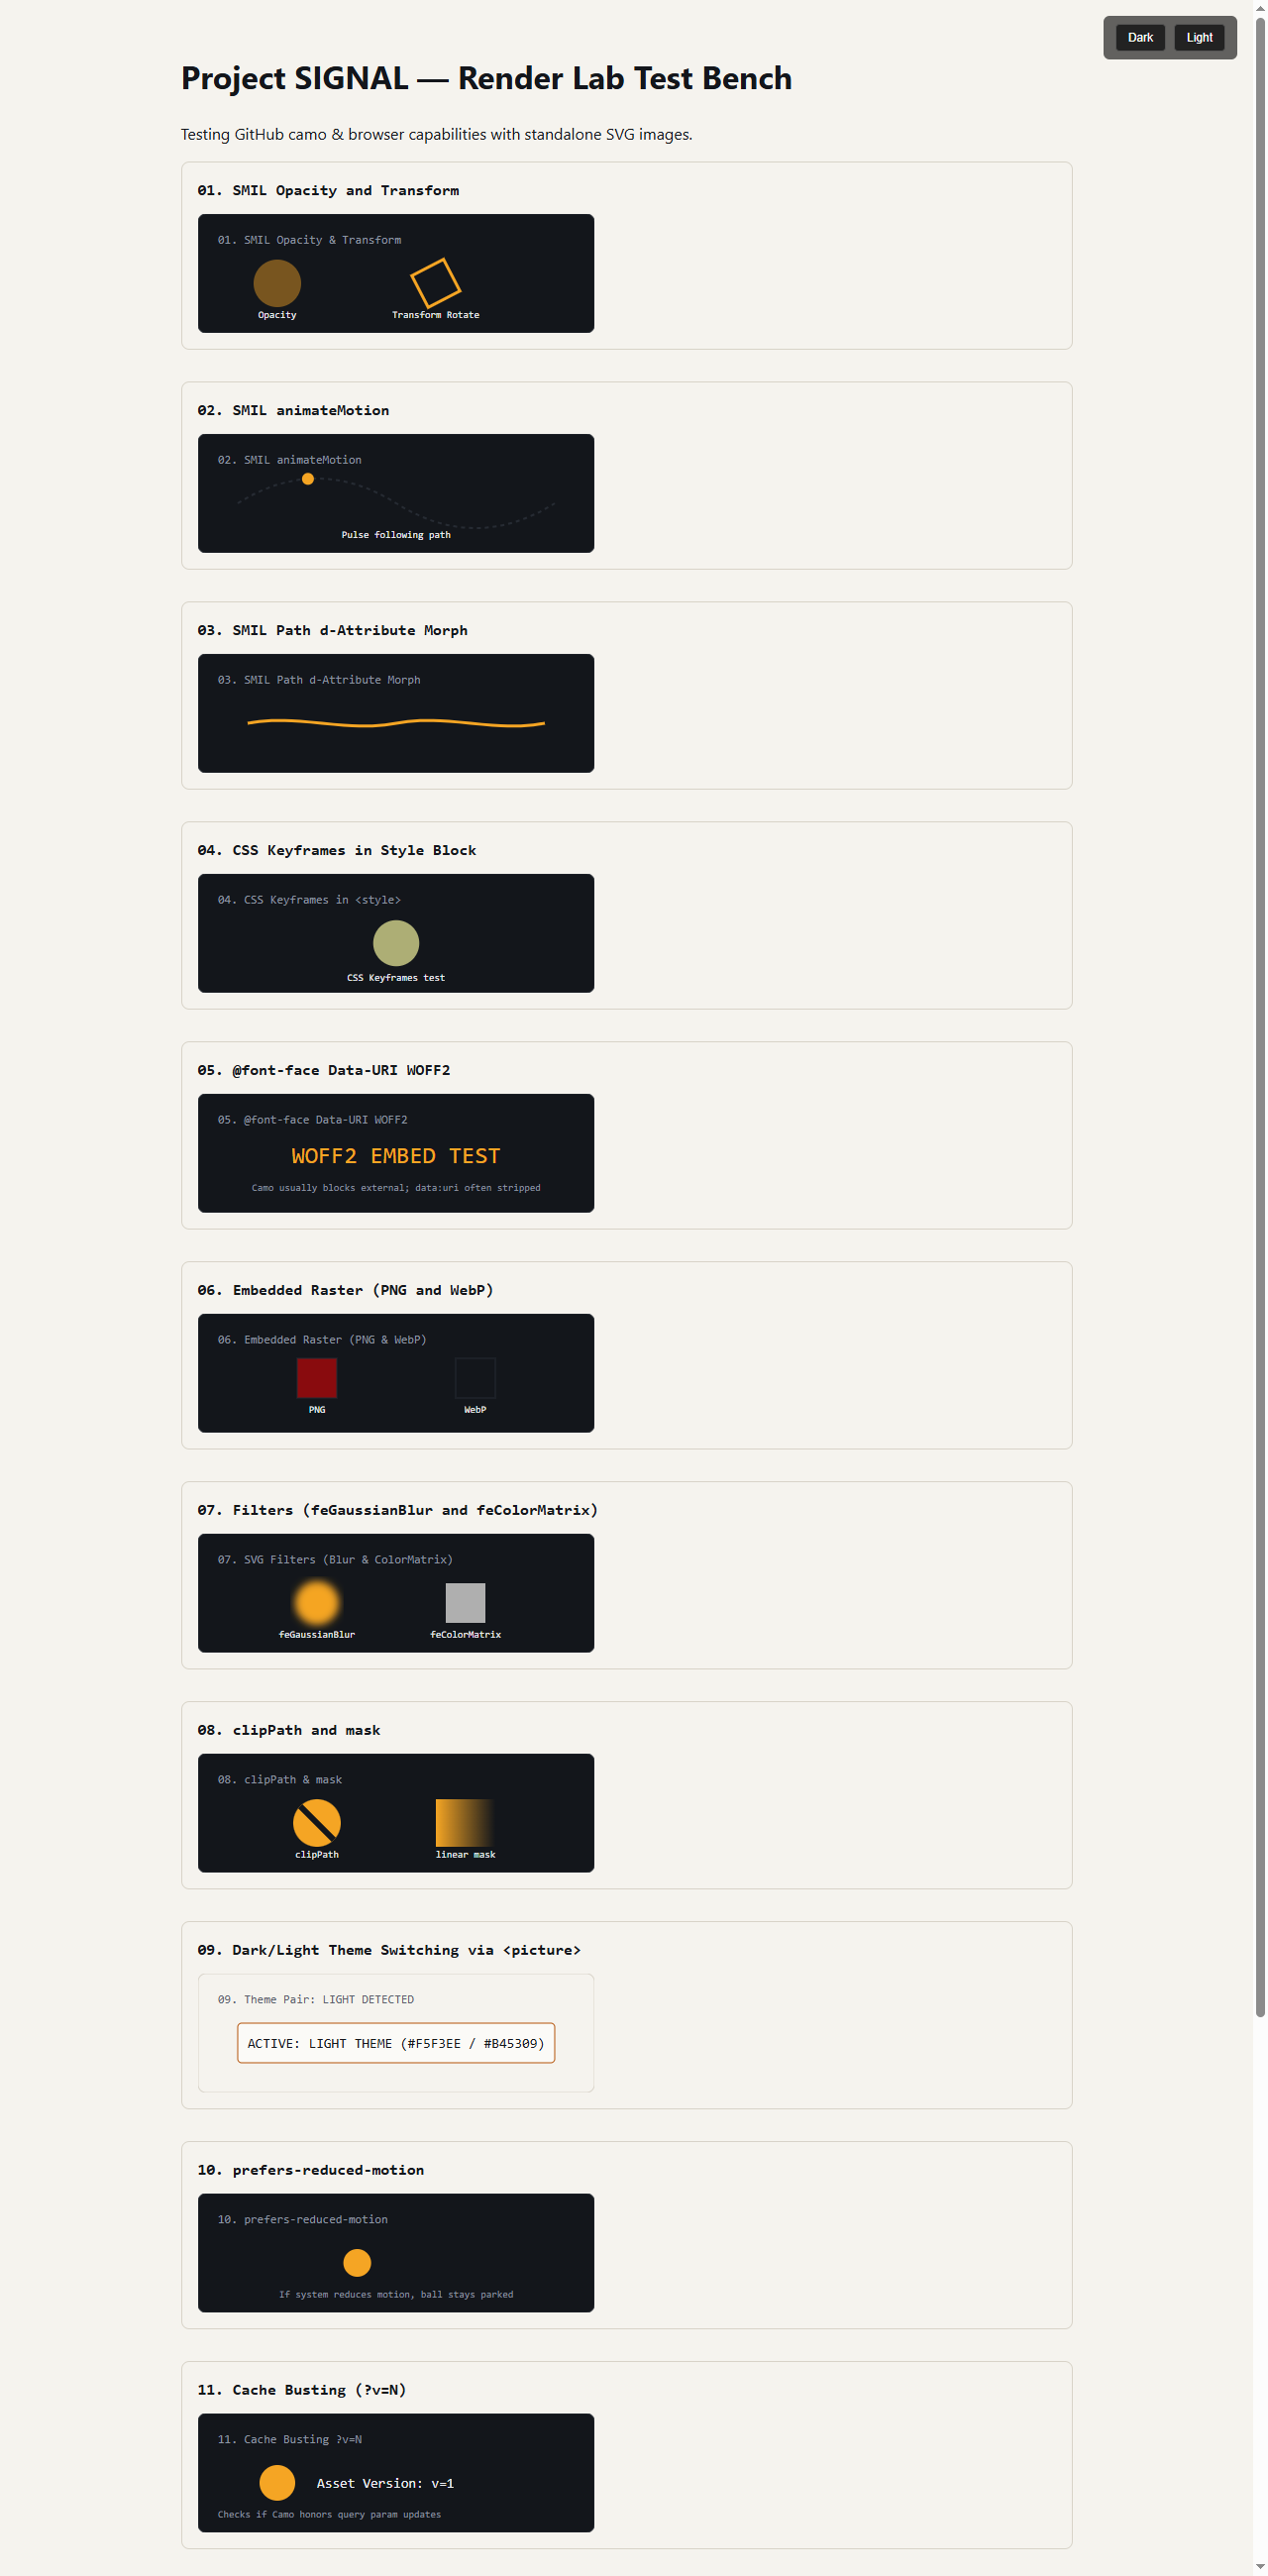 Dark
Light
Project SIGNAL — Render Lab Test Bench
Testing GitHub camo & browser capabilities with standalone SVG images.
01. SMIL Opacity and Transform
01. SMIL Opacity & Transform
Opacity
Transform Rotate
02. SMIL animateMotion
02. SMIL animateMotion
Pulse following path
03. SMIL Path d-Attribute Morph
03. SMIL Path d-Attribute Morph
04. CSS Keyframes in Style Block
04. CSS Keyframes in <style>
CSS Keyframes test
05. @font-face Data-URI WOFF2
05. @font-face Data-URI WOFF2
WOFF2 EMBED TEST
Camo usually blocks external; data:uri often stripped
06. Embedded Raster (PNG and WebP)
06. Embedded Raster (PNG & WebP)
PNG
WebP
07. Filters (feGaussianBlur and feColorMatrix)
07. SVG Filters (Blur & ColorMatrix)
feGaussianBlur
feColorMatrix
08. clipPath and mask
08. clipPath & mask
clipPath
linear mask
09. Dark/Light Theme Switching via <picture>
09. Theme Pair: LIGHT DETECTED
ACTIVE: LIGHT THEME (#F5F3EE / #B45309)
10. prefers-reduced-motion
10. prefers-reduced-motion
If system reduces motion, ball stays parked
11. Cache Busting (?v=N)
11. Cache Busting ?v=N
Asset Version: v=1
Checks if Camo honors query param updates